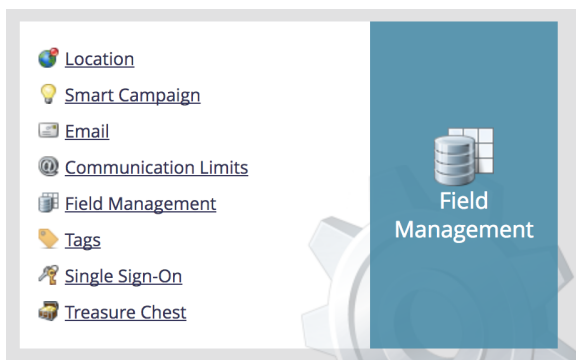 Location
Smart Campaign
Email
Communication Limits
Field Management
Tags
Single Sign-On
Treasure Chest
Field
Management